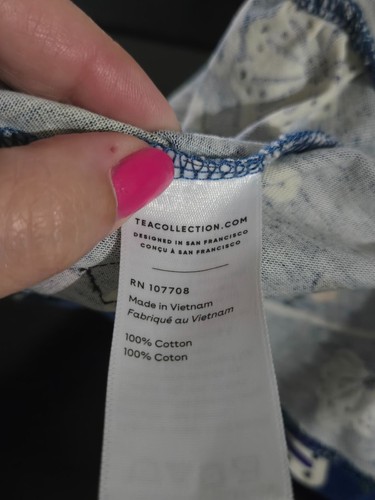 TEACOLLECTION.COM
DESIGNED IN SAN FRANCISCO
CONÇU À SAN FRANCISCO
RN 107708
Made in Vietnam
Fabriqué au Vietnam
100% Cotton
100% Coton